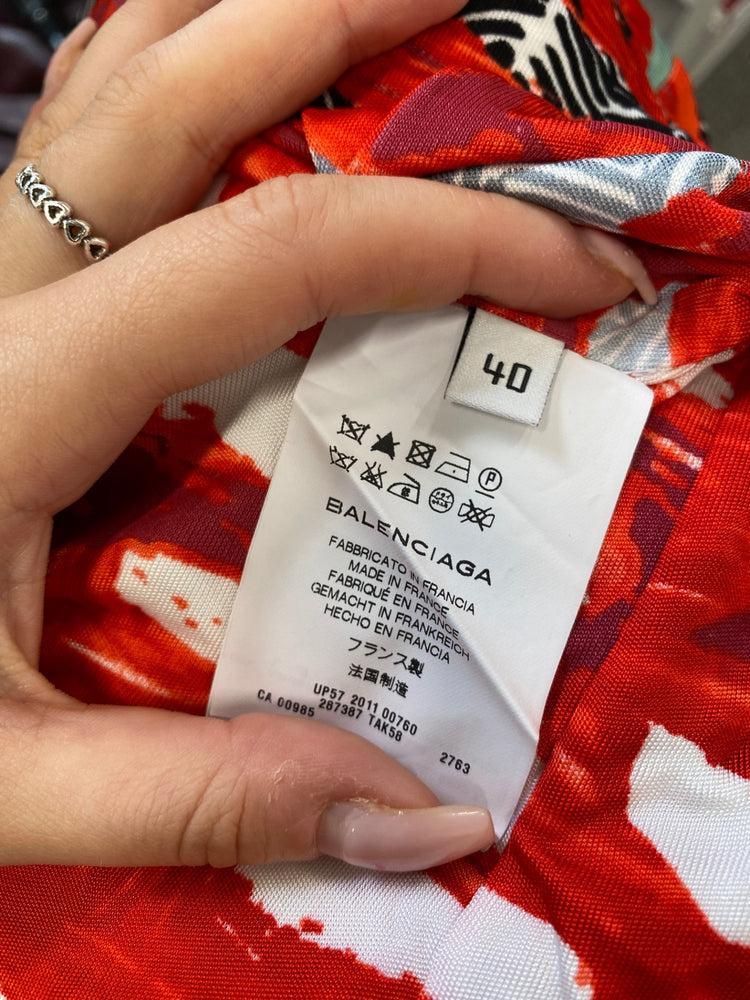 40
P
BALENCIAGA
FABBRICATO IN FRANCIA
MADE IN FRANCE
FABRIQUÉ EN FRANCE
GEMACHT IN FRANKREICH
HECHO EN FRANCIA
フランス製
法国制造
UP57 2011 00760
CA 00985 287387 TAK58
2763